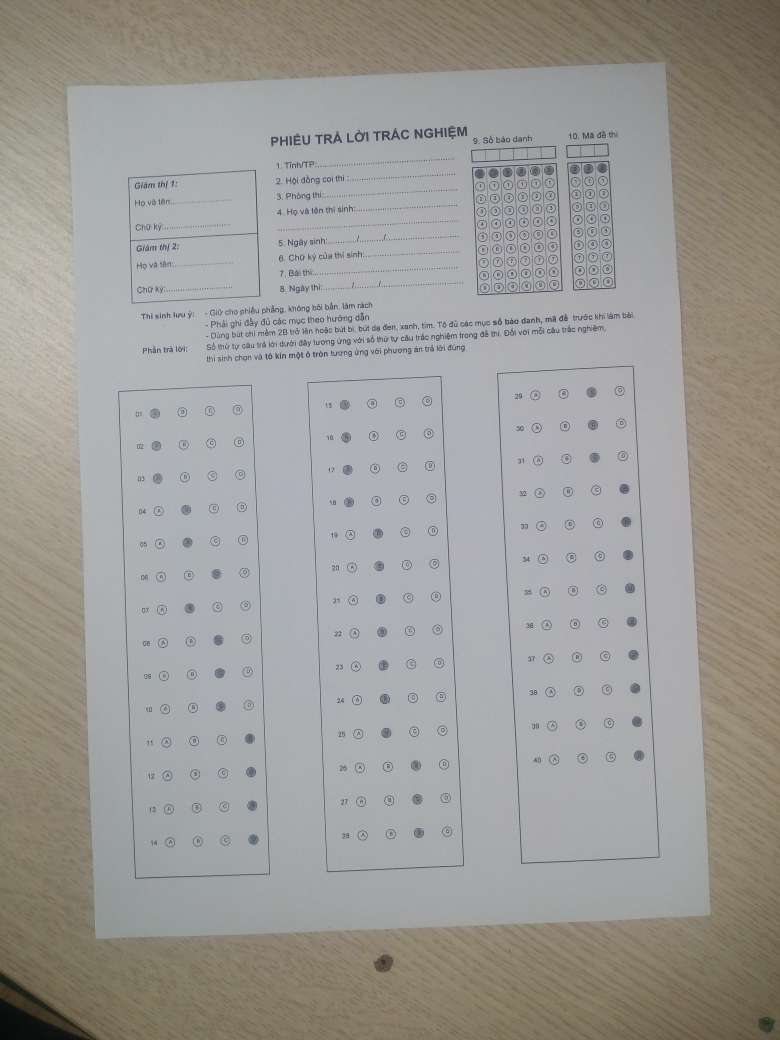 PHIẾU TRẢ LỜI TRẮC NGHIỆM
9. Số báo danh
10. Mã đề thi
Giám thị 1:
Họ và tên:
Chữ ký:
Giám thị 2:
Họ và tên:
Chữ ký:
1. Tỉnh/TP:
2. Hội đồng coi thi :
3. Phòng thi:
4. Họ và tên thí sinh:
5. Ngày sinh: / /
6. Chữ ký của thí sinh:
7. Bài thi:
8. Ngày thi: / /
Thí sinh lưu ý: - Giữ cho phiếu phẳng, không bôi bẩn, làm rách
- Phải ghi đầy đủ các mục theo hướng dẫn
- Dùng bút chì mềm 2B trở lên hoặc bút bi, bút dạ đen, xanh, tím. Tô đủ các mục số báo danh, mã đề trước khi làm bài.
Phần trả lời: Số thứ tự câu trả lời dưới đây tương ứng với số thứ tự câu trắc nghiệm trong đề thi. Đối với mỗi câu trắc nghiệm,
thí sinh chọn và tô kín một ô tròn tương ứng với phương án trả lời đúng
01 B C D
02 B C D
03 B C D
04 A C D
05 A C D
06 A B D
07 A C D
08 A B D
09 A B D
10 A B D
11 A B C
12 A B C
13 A B C
14 A B C
15 B C D
16 B C D
17 B C D
18 B C D
19 A C D
20 A C D
21 A C D
22 A C D
23 A C D
24 A C D
25 A C D
26 A B D
27 A B D
28 A B D
29 A B D
30 A B D
31 A B D
32 A B C
33 A B C
34 A B C
35 A B C
36 A B C
37 A B C
38 A B C
39 A B C
40 A B C